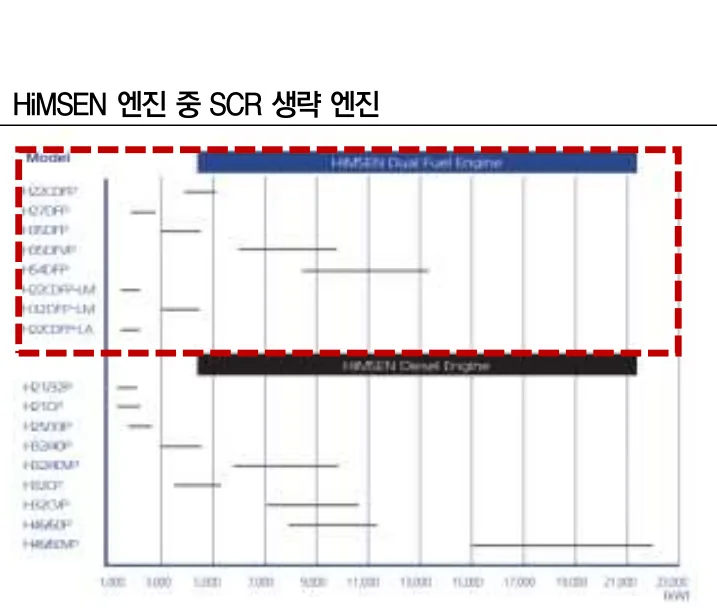 HiMSEN 엔진 중 SCR 생략 엔진
Model
HiMSEN Dual Fuel Engine
H22CDFP
H27DFP
H35DFP
H35DFVP
H54DFP
H22CDFP-LM
H32DFP-LM
H22CDFP-LA
HiMSEN Diesel Engine
H21/32P
H21CP
H25/33P
H32/40P
H32/40VP
H32CP
H32CVP
H46/60P
H46/60VP
1,000 3,000 5,000 7,000 9,000 11,000 13,000 15,000 17,000 19,000 21,000 23,000
(kW)